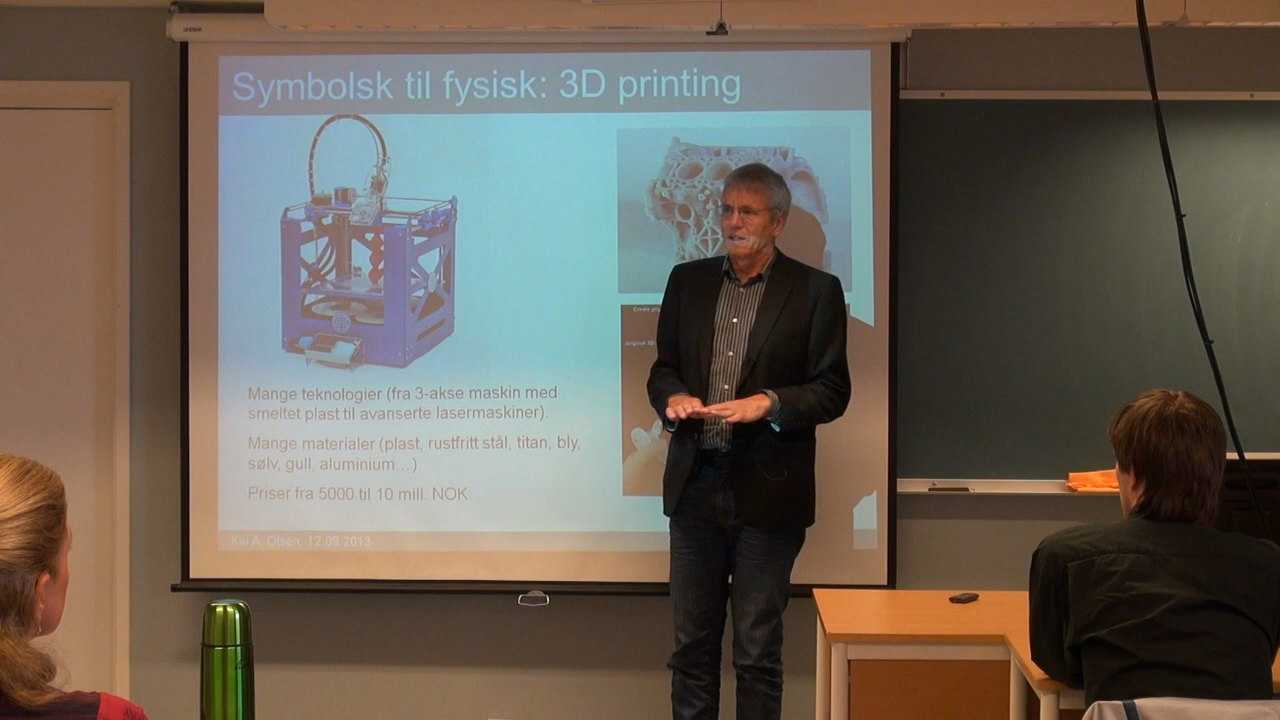 Symbolsk til fysisk: 3D printing
Mange teknologier (fra 3-akse maskin med
smeltet plast til avanserte lasermaskiner).
Mange materialer (plast, rustfritt stål, titan, bly,
sølv, gull, aluminium…)
Priser fra 5000 til 10 mill. NOK
Kai A. Olsen, 12.09.2013